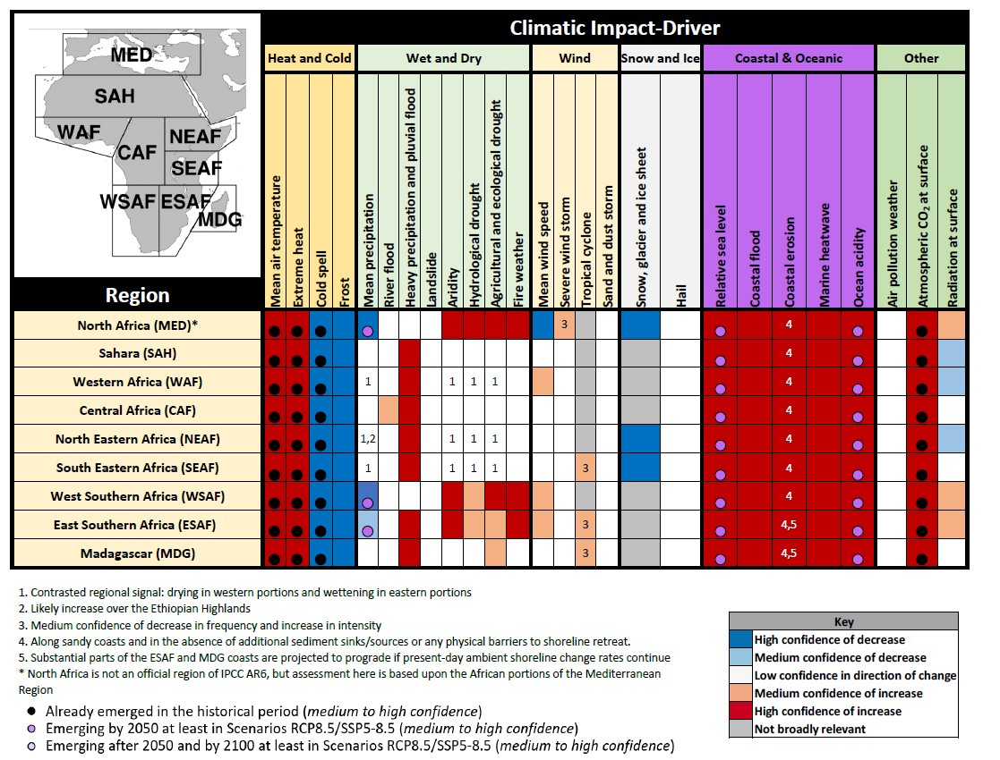 Climatic Impact-Driver
MED
SAH
WAF
CAF
NEAF
SEAF
WSAF
ESAF
MDG
Heat and Cold
Wet and Dry
Wind
Snow and Ice
Coastal & Oceanic
Other
Mean air temperature
Extreme heat
Cold spell
Frost
Mean precipitation
River flood
Heavy precipitation and pluvial flood
Landslide
Aridity
Hydrological drought
Agricultural and ecological drought
Fire weather
Mean wind speed
Severe wind storm
Tropical cyclone
Sand and dust storm
Snow, glacier and ice sheet
Hail
Relative sea level
Coastal flood
Coastal erosion
Marine heatwave
Ocean acidity
Air pollution weather
Atmospheric CO₂ at surface
Radiation at surface
Region
North Africa (MED)* 3 4
Sahara (SAH) 4
Western Africa (WAF) 1 1 1 1 4
Central Africa (CAF) 4
North Eastern Africa (NEAF) 1,2 1 1 1 4
South Eastern Africa (SEAF) 1 1 1 1 3 4
West Southern Africa (WSAF) 4
East Southern Africa (ESAF) 3 4,5
Madagascar (MDG) 3 4,5
1. Contrasted regional signal: drying in western portions and wettening in eastern portions
2. Likely increase over the Ethiopian Highlands
3. Medium confidence of decrease in frequency and increase in intensity
4. Along sandy coasts and in the absence of additional sediment sinks/sources or any physical barriers to shoreline retreat.
5. Substantial parts of the ESAF and MDG coasts are projected to prograde if present-day ambient shoreline change rates continue
* North Africa is not an official region of IPCC AR6, but assessment here is based upon the African portions of the Mediterranean
Region
Already emerged in the historical period (medium to high confidence)
Emerging by 2050 at least in Scenarios RCP8.5/SSP5-8.5 (medium to high confidence)
Emerging after 2050 and by 2100 at least in Scenarios RCP8.5/SSP5-8.5 (medium to high confidence)
Key
High confidence of decrease
Medium confidence of decrease
Low confidence in direction of change
Medium confidence of increase
High confidence of increase
Not broadly relevant